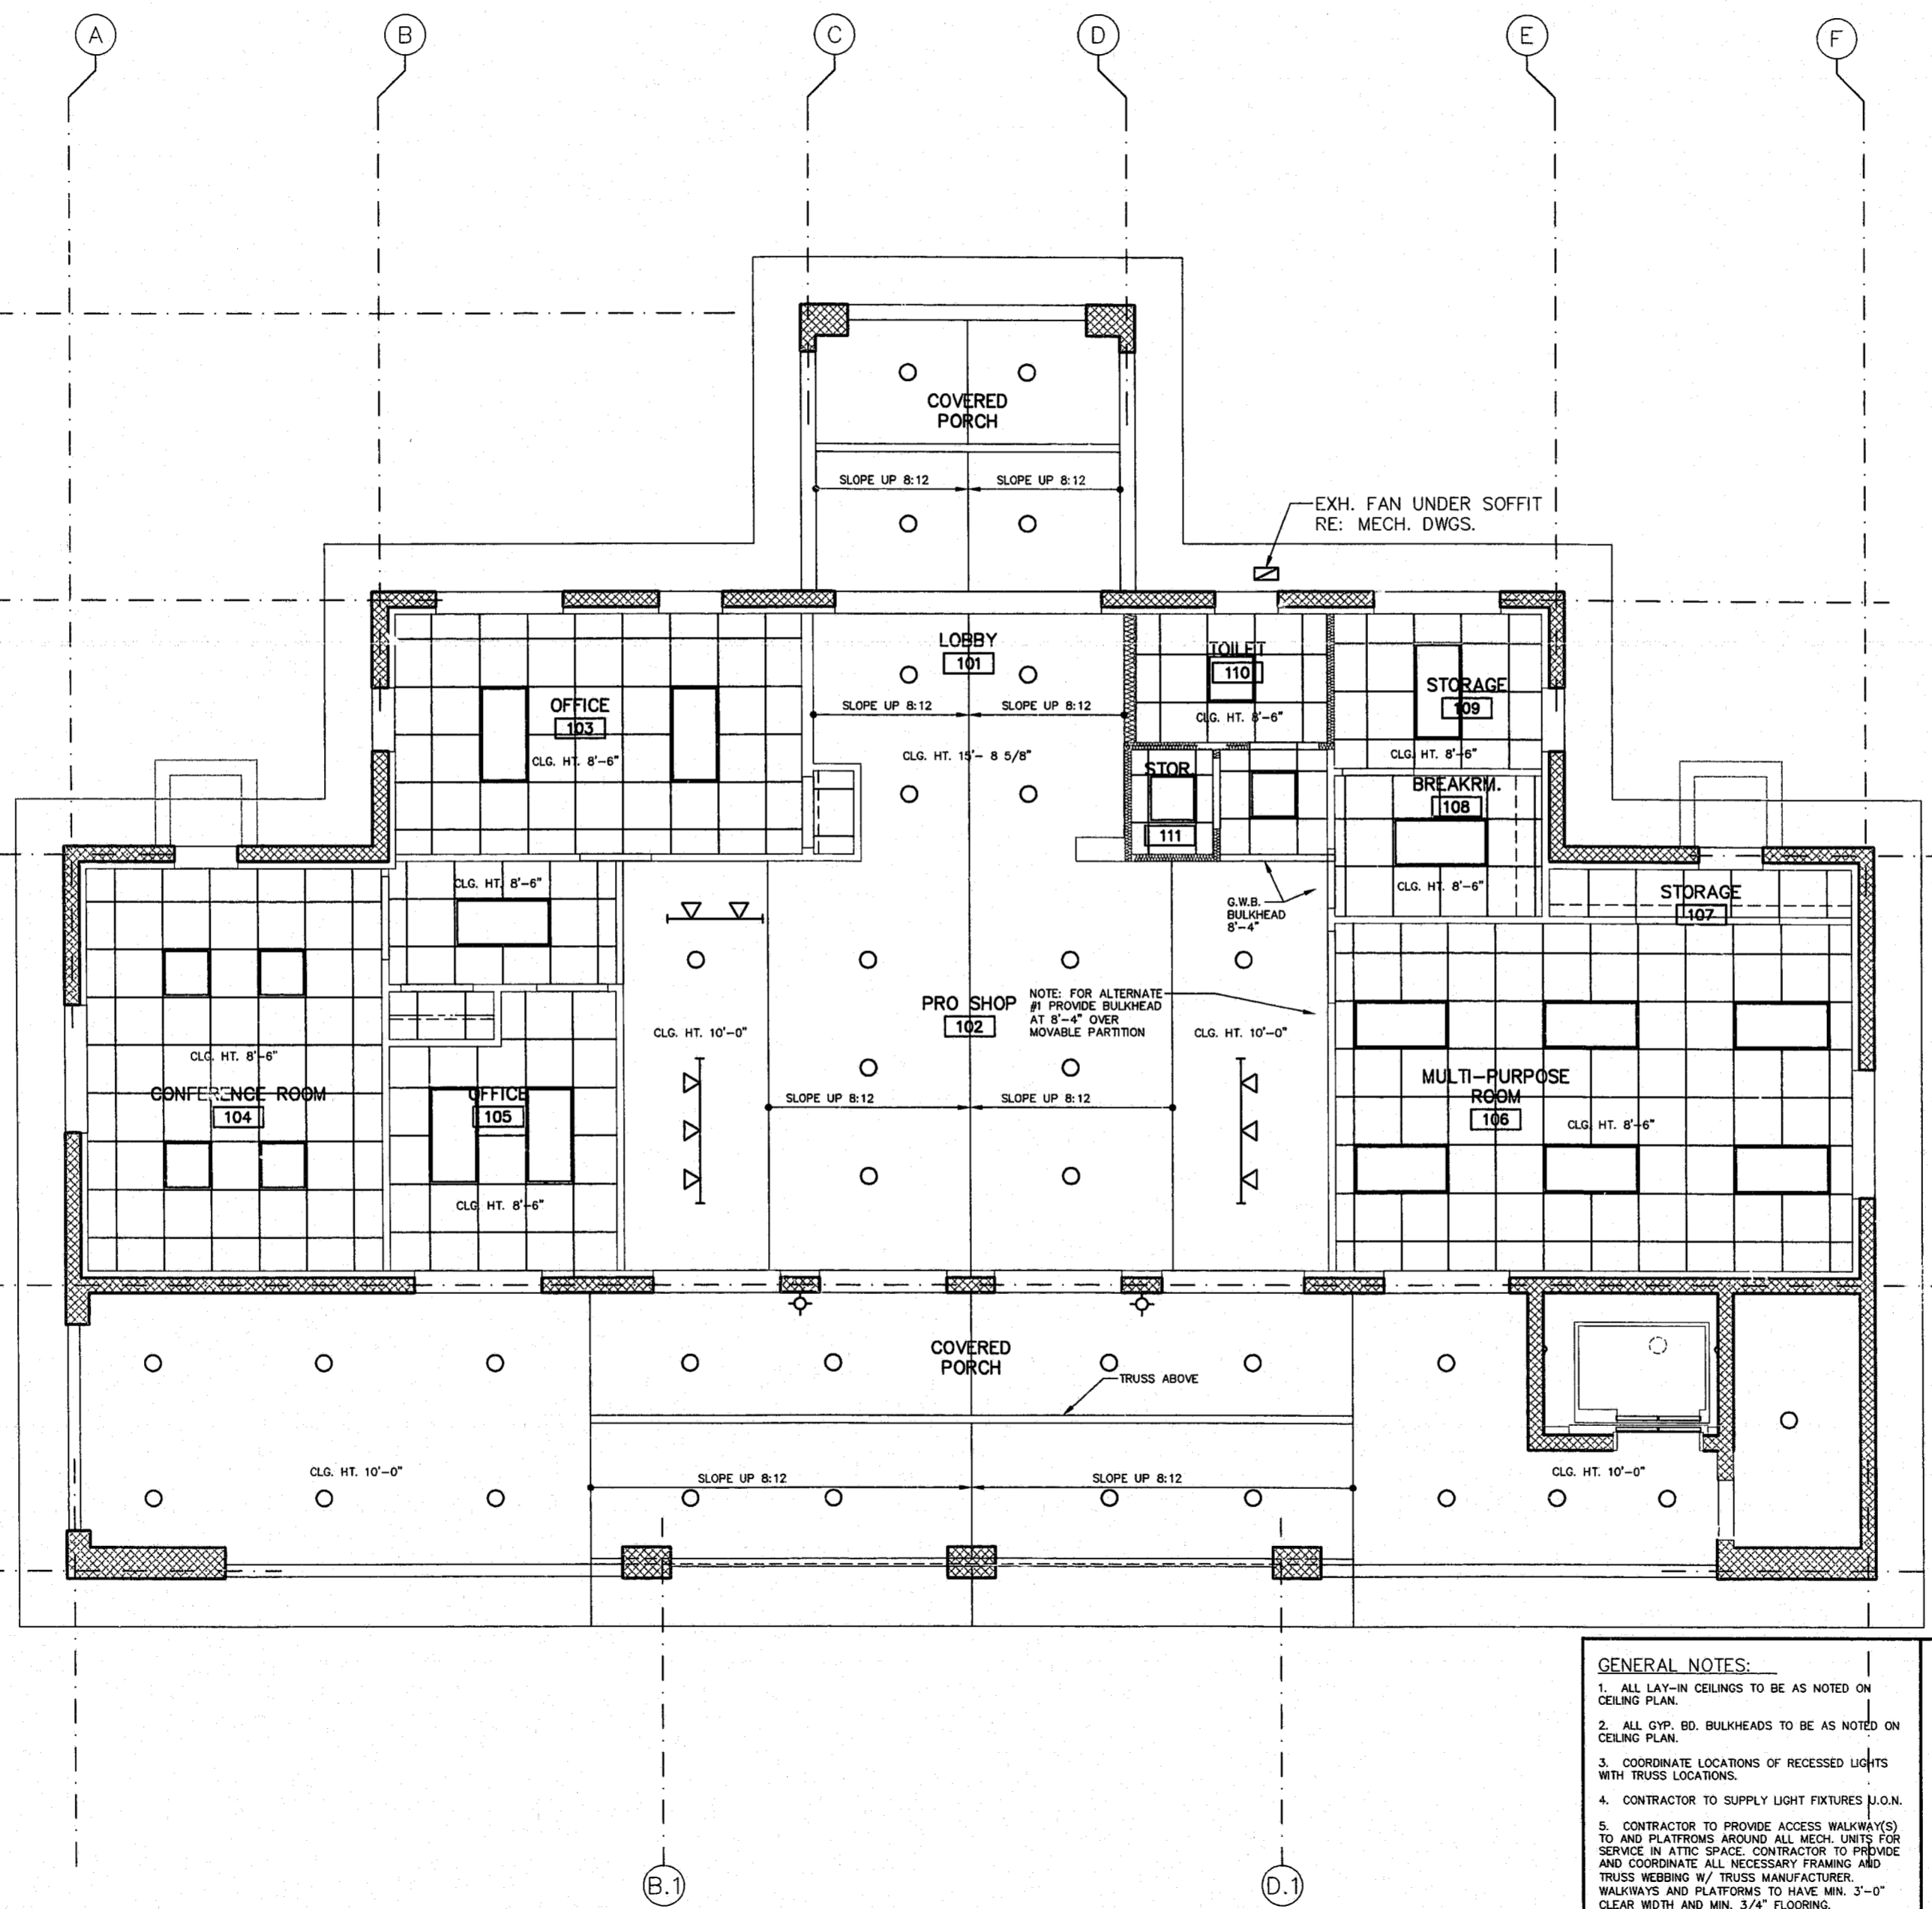 A
B
C
D
E
F
COVERED
PORCH
SLOPE UP 8:12
SLOPE UP 8:12
EXH. FAN UNDER SOFFIT
RE: MECH. DWGS.
LOBBY
101
TOILET
110
OFFICE
103
STORAGE
109
SLOPE UP 8:12
SLOPE UP 8:12
CLG. HT. 8'-6"
CLG. HT. 8'-6"
CLG. HT. 15'- 8 5/8"
CLG. HT. 8'-6"
STOR.
111
BREAKRM.
108
CLG. HT. 8'-6"
CLG. HT. 8'-6"
STORAGE
107
G.W.B.
BULKHEAD
8'-4"
PRO SHOP
102
NOTE: FOR ALTERNATE
#1 PROVIDE BULKHEAD
AT 8'-4" OVER
MOVABLE PARTITION
CLG. HT. 10'-0"
CLG. HT. 10'-0"
CLG. HT. 8'-6"
CONFERENCE ROOM
104
OFFICE
105
CLG. HT. 8'-6"
SLOPE UP 8:12
SLOPE UP 8:12
MULTI-PURPOSE
ROOM
106
CLG. HT. 8'-6"
COVERED
PORCH
TRUSS ABOVE
CLG. HT. 10'-0"
SLOPE UP 8:12
SLOPE UP 8:12
CLG. HT. 10'-0"
B.1
D.1
GENERAL NOTES:
1. ALL LAY-IN CEILINGS TO BE AS NOTED ON
CEILING PLAN.
2. ALL GYP. BD. BULKHEADS TO BE AS NOTED ON
CEILING PLAN.
3. COORDINATE LOCATIONS OF RECESSED LIGHTS
WITH TRUSS LOCATIONS.
4. CONTRACTOR TO SUPPLY LIGHT FIXTURES U.O.N.
5. CONTRACTOR TO PROVIDE ACCESS WALKWAY(S)
TO AND PLATFROMS AROUND ALL MECH. UNITS FOR
SERVICE IN ATTIC SPACE. CONTRACTOR TO PROVIDE
AND COORDINATE ALL NECESSARY FRAMING AND
TRUSS WEBBING W/ TRUSS MANUFACTURER.
WALKWAYS AND PLATFORMS TO HAVE MIN. 3'-0"
CLEAR WIDTH AND MIN. 3/4" FLOORING.